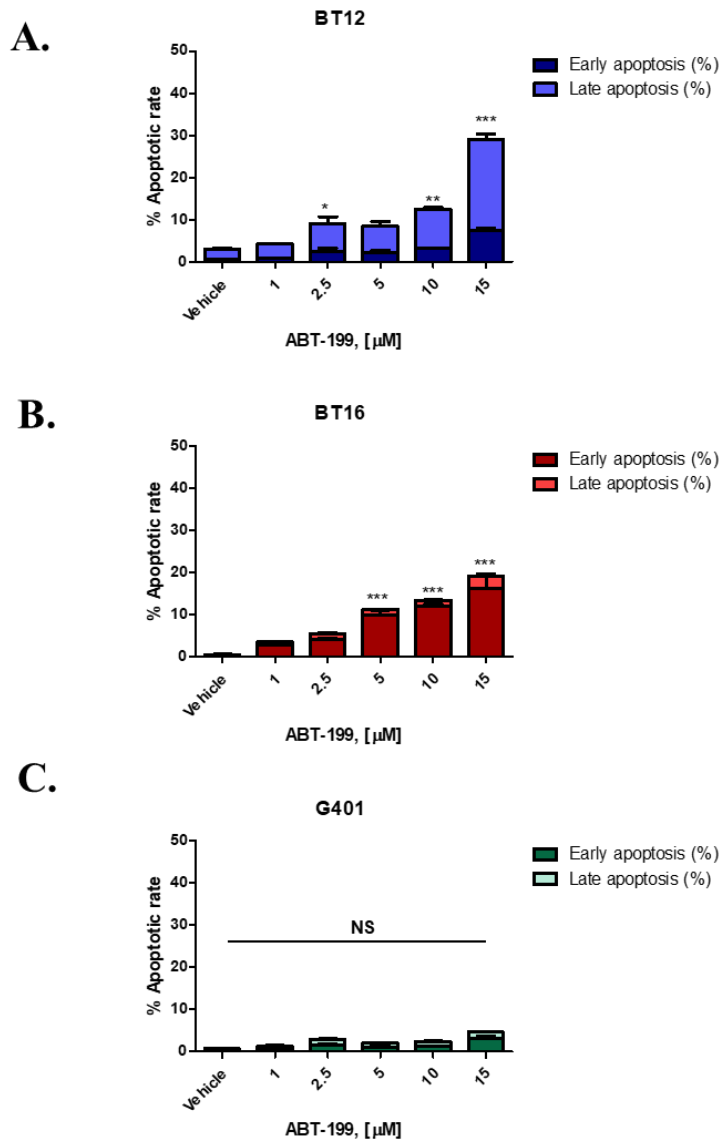 A.
BT12
50
40
30
20
10
0
% Apoptotic rate
*
**
***
Early apoptosis (%)
Late apoptosis (%)
Vehicle
1
2.5
5
10
15
ABT-199, [μM]
B.
BT16
50
40
30
20
10
0
% Apoptotic rate
***
***
***
Early apoptosis (%)
Late apoptosis (%)
Vehicle
1
2.5
5
10
15
ABT-199, [μM]
C.
G401
50
40
30
20
10
0
% Apoptotic rate
NS
Early apoptosis (%)
Late apoptosis (%)
Vehicle
1
2.5
5
10
15
ABT-199, [μM]